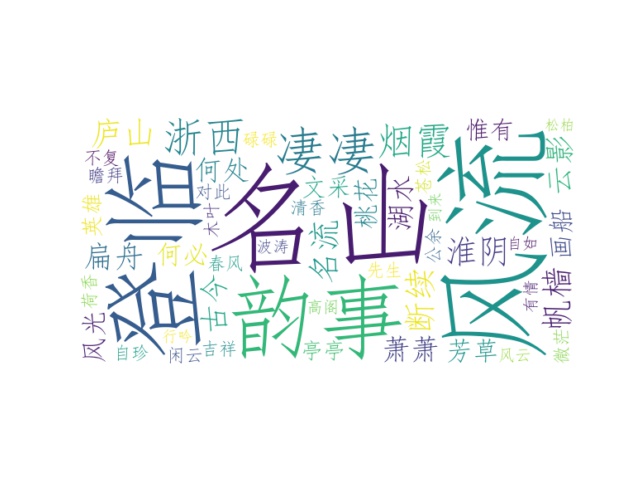 庐山
浙西
碌碌
凄凄
烟霞
惟有
松柏
云影
不复
瞻拜
何处
对此
文采
清香
桃花
湖水
苍松
到来
登临
名山
风流
英雄
木叶
波涛
名流
公余
淮阴
自古
画船
扁舟
何必
春风
古今
先生
断续
有情
帆樯
荷香
风光
韵事
高阁
自珍
闲云
吉祥
亭亭
萧萧
芳草
风云
微茫